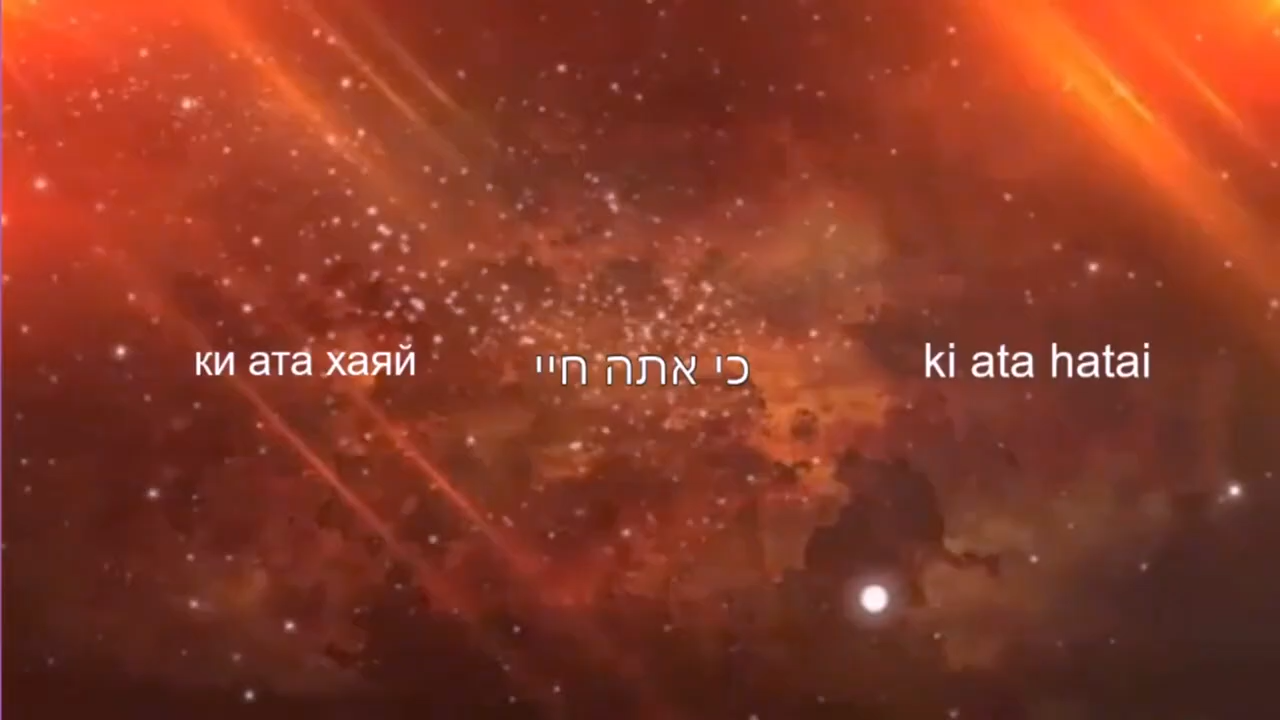 ки ата хаяй
כי אתה חיי
ki ata hatai